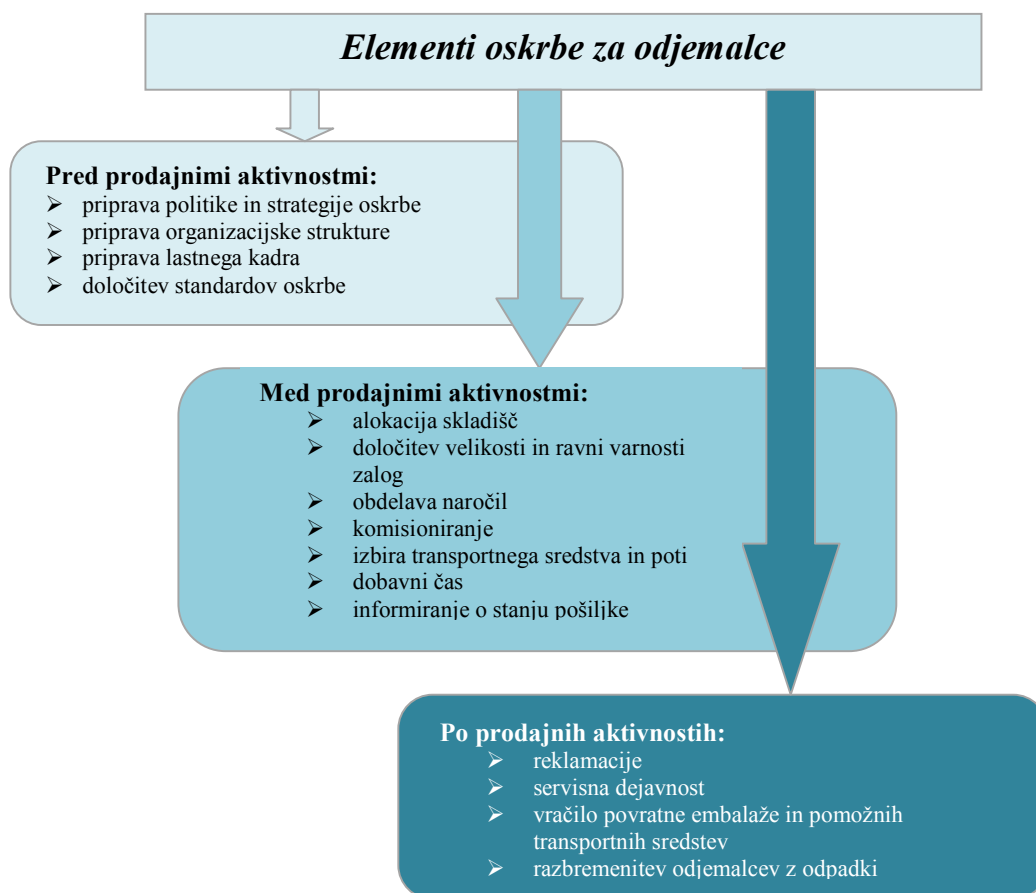 Elementi oskrbe za odjemalce
Pred prodajnimi aktivnostmi:
➢ priprava politike in strategije oskrbe
➢ priprava organizacijske strukture
➢ priprava lastnega kadra
➢ določitev standardov oskrbe
Med prodajnimi aktivnostmi:
➢ alokacija skladišč
➢ določitev velikosti in ravni varnosti
zalog
➢ obdelava naročil
➢ komisioniranje
➢ izbira transportnega sredstva in poti
➢ dobavni čas
➢ informiranje o stanju pošiljke
Po prodajnih aktivnostih:
➢ reklamacije
➢ servisna dejavnost
➢ vračilo povratne embalaže in pomožnih
transportnih sredstev
➢ razbremenitev odjemalcev z odpadki